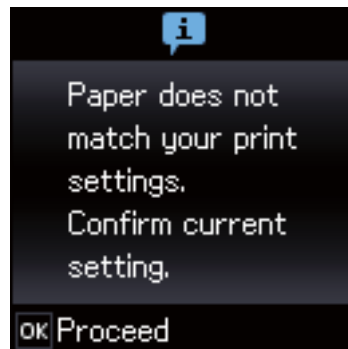 Paper does not
match your print
settings.
Confirm current
setting.
OK Proceed